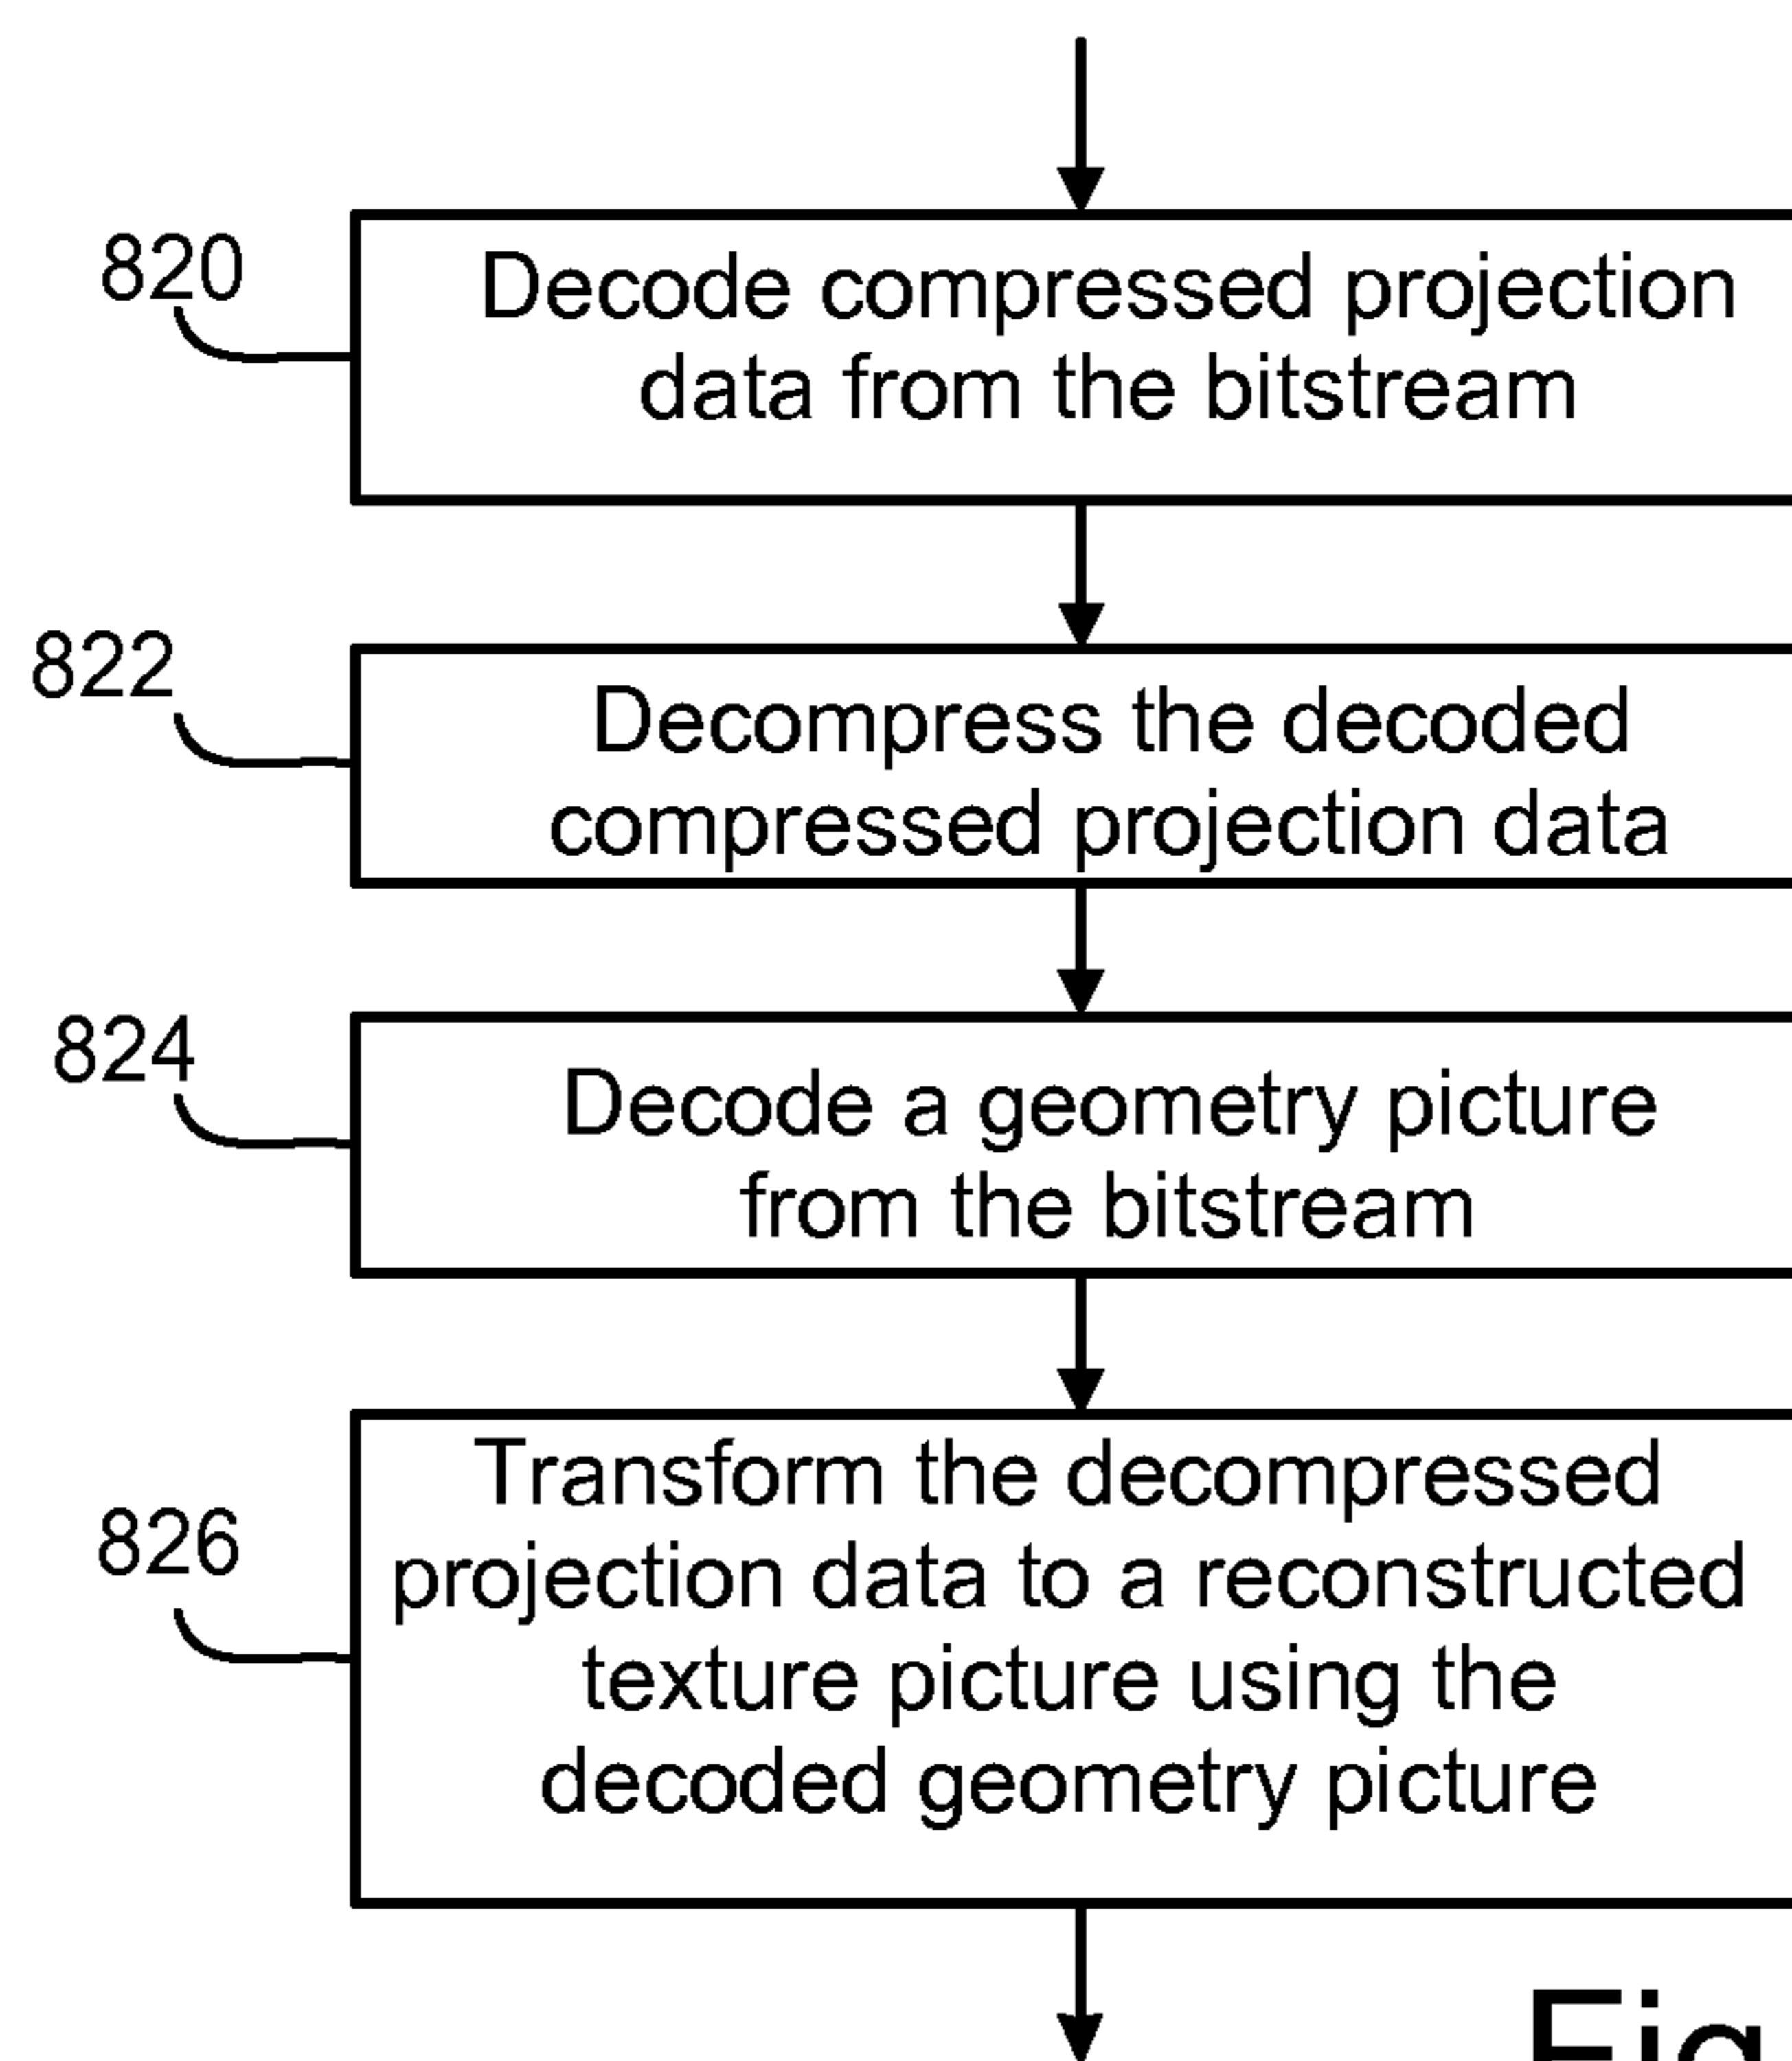 820
Decode compressed projection
data from the bitstream
822
Decompress the decoded
compressed projection data
824
Decode a geometry picture
from the bitstream
826
Transform the decompressed
projection data to a reconstructed
texture picture using the
decoded geometry picture
Fig